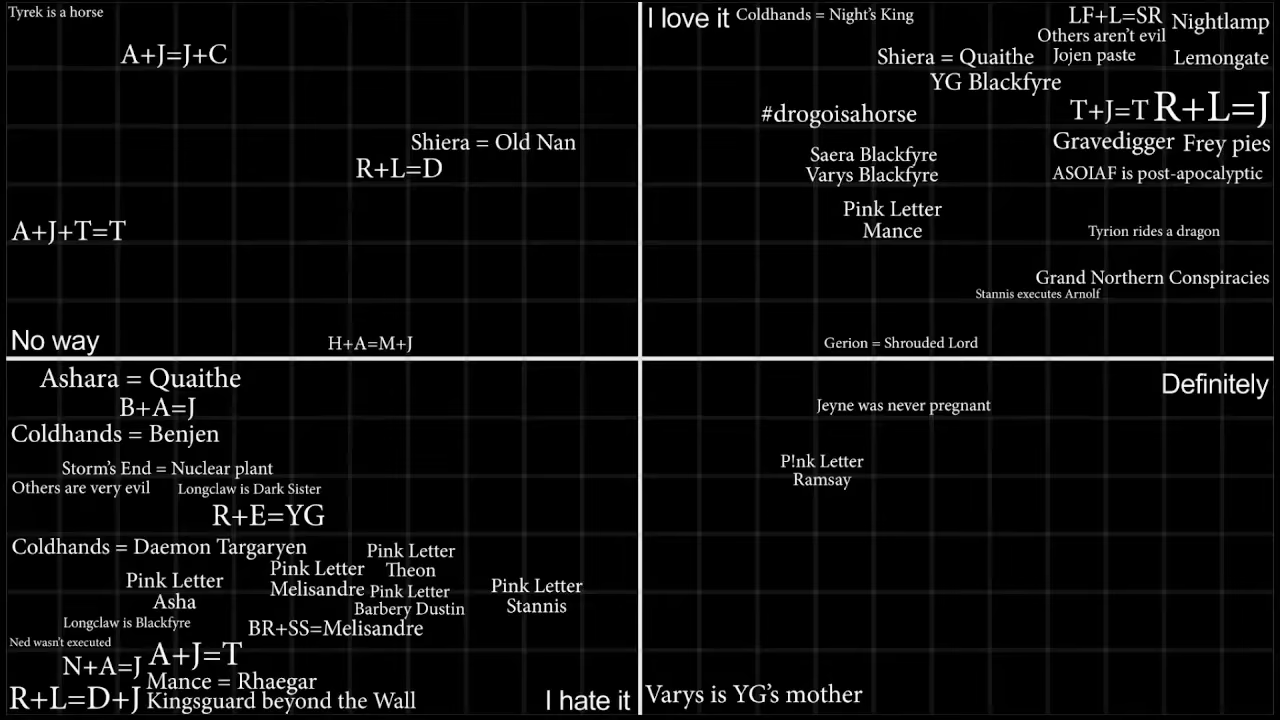 Tyrek is a horse
A+J=J+C
Shiera = Old Nan
R+L=D
A+J+T=T
No way
H+A=M+J
I love it
Coldhands = Night's King
LF+L=SR
Nightlamp
Others aren't evil
Shiera = Quaithe
Jojen paste
Lemongate
YG Blackfyre
#drogoisahorse
T+J=T
R+L=J
Gravedigger
Frey pies
Saera Blackfyre
Varys Blackfyre
ASOIAF is post-apocalyptic
Pink Letter
Mance
Tyrion rides a dragon
Grand Northern Conspiracies
Stannis executes Arnolf
Gerion = Shrouded Lord
Ashara = Quaithe
B+A=J
Coldhands = Benjen
Storm's End = Nuclear plant
Others are very evil
Longclaw is Dark Sister
R+E=YG
Coldhands = Daemon Targaryen
Pink Letter
Theon
Pink Letter
Melisandre
Pink Letter
Asha
Pink Letter
Barbery Dustin
Pink Letter
Stannis
Longclaw is Blackfyre
BR+SS=Melisandre
Ned wasn't executed
A+J=T
N+A=J
Mance = Rhaegar
R+L=D+J
Kingsguard beyond the Wall
I hate it
Definitely
Jeyne was never pregnant
P!nk Letter
Ramsay
Varys is YG's mother